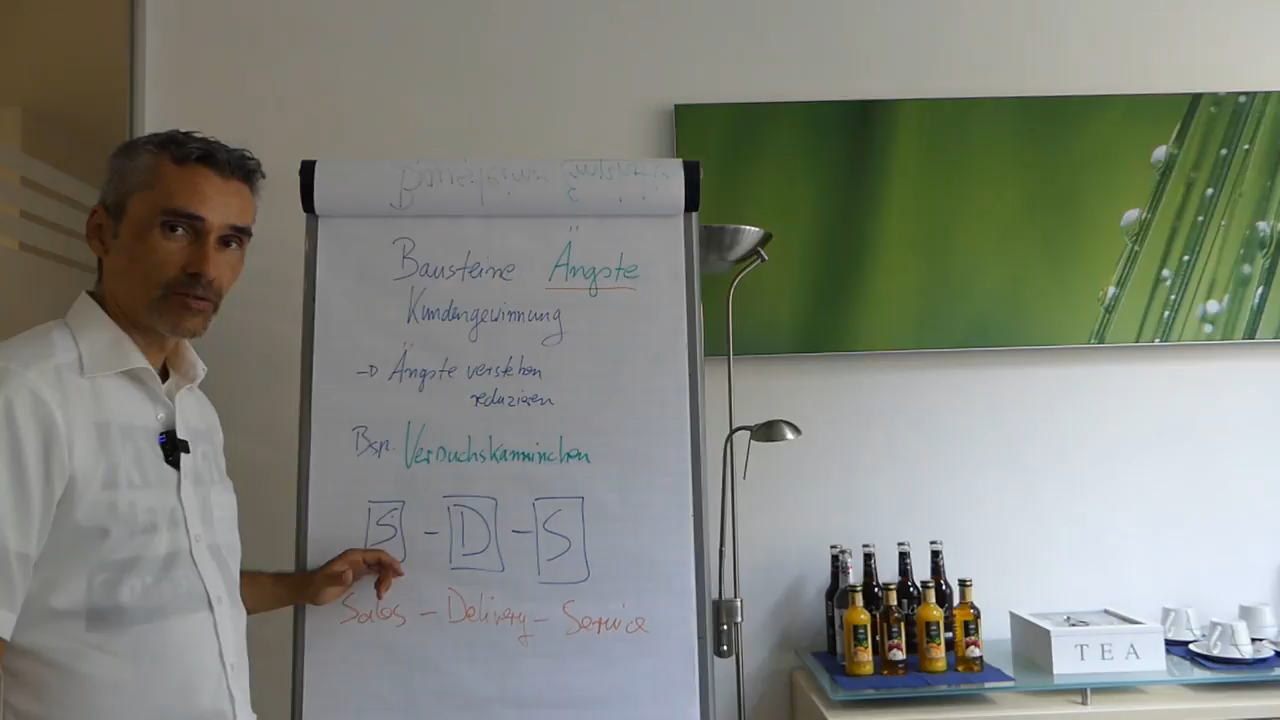 Bausteine Ängste
Kundengewinnung
Ängste verstehen
reduzieren
Bsp. Versuchskaninchen
S - D - S
Sales - Delivery - Service
TEA